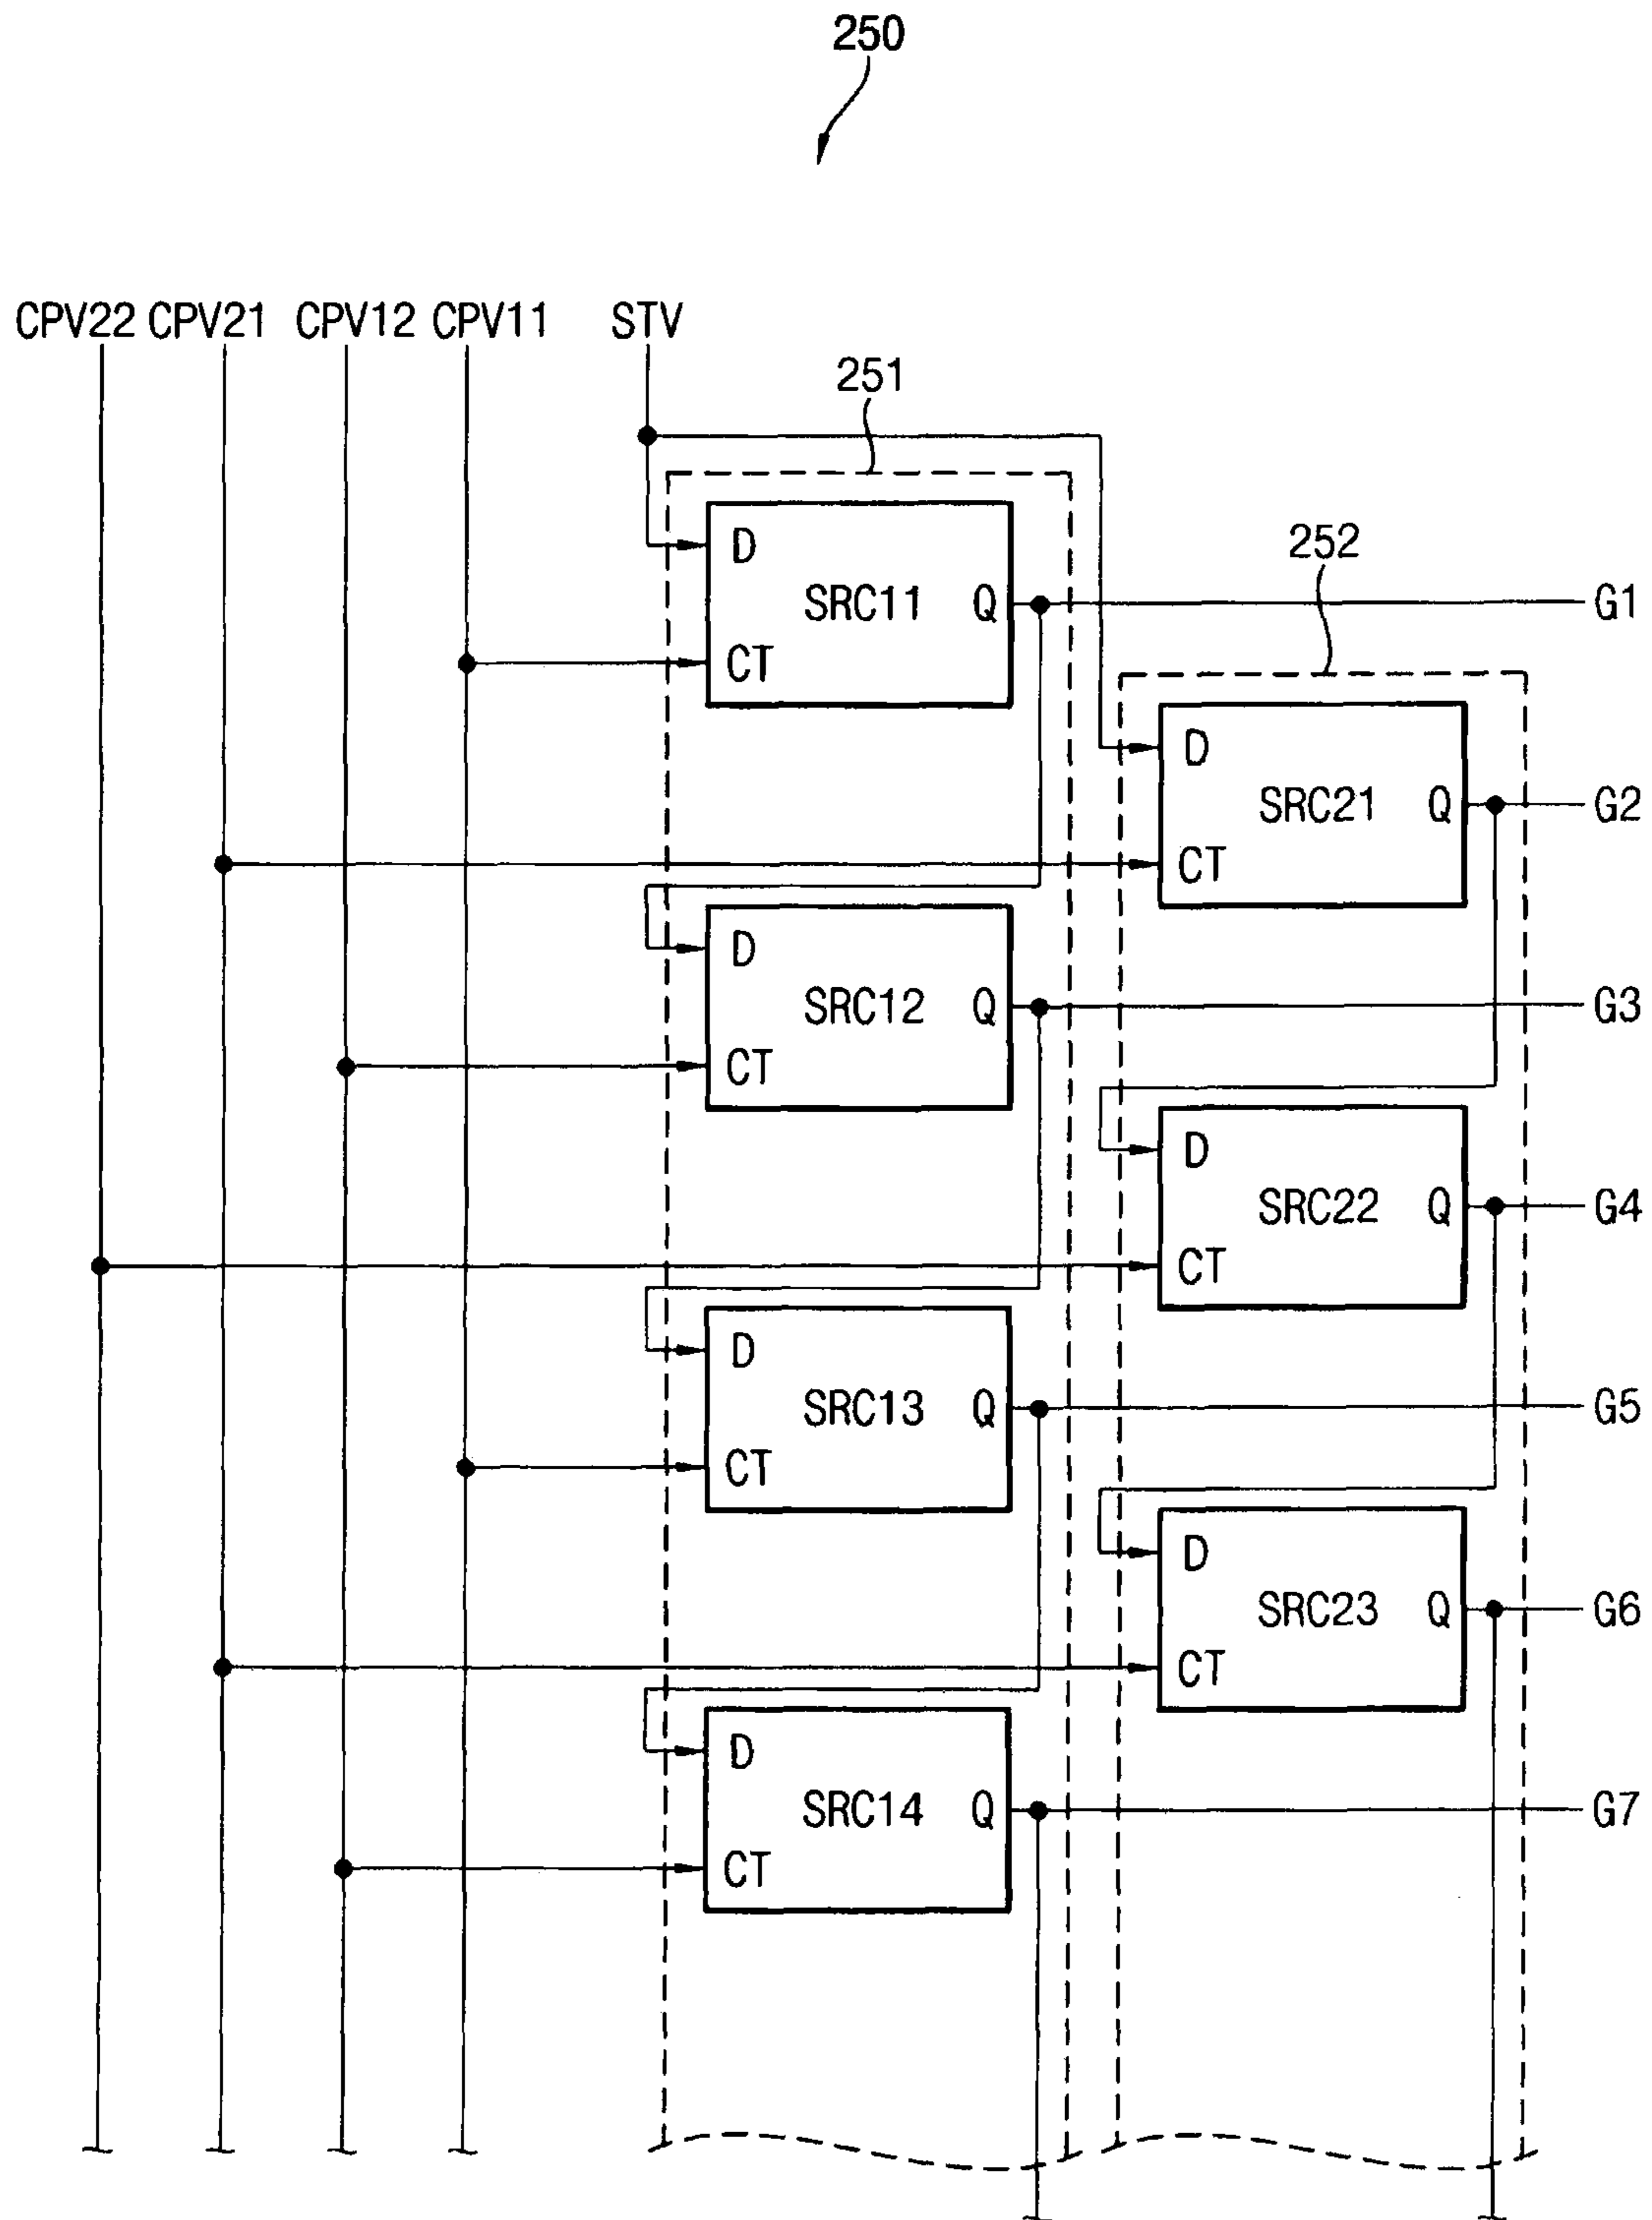 250
CPV22 CPV21 CPV12 CPV11 STV
251
252
D
SRC11 Q
CT
G1
D
SRC21 Q
CT
G2
D
SRC12 Q
CT
G3
D
SRC22 Q
CT
G4
D
SRC13 Q
CT
G5
D
SRC23 Q
CT
G6
D
SRC14 Q
CT
G7